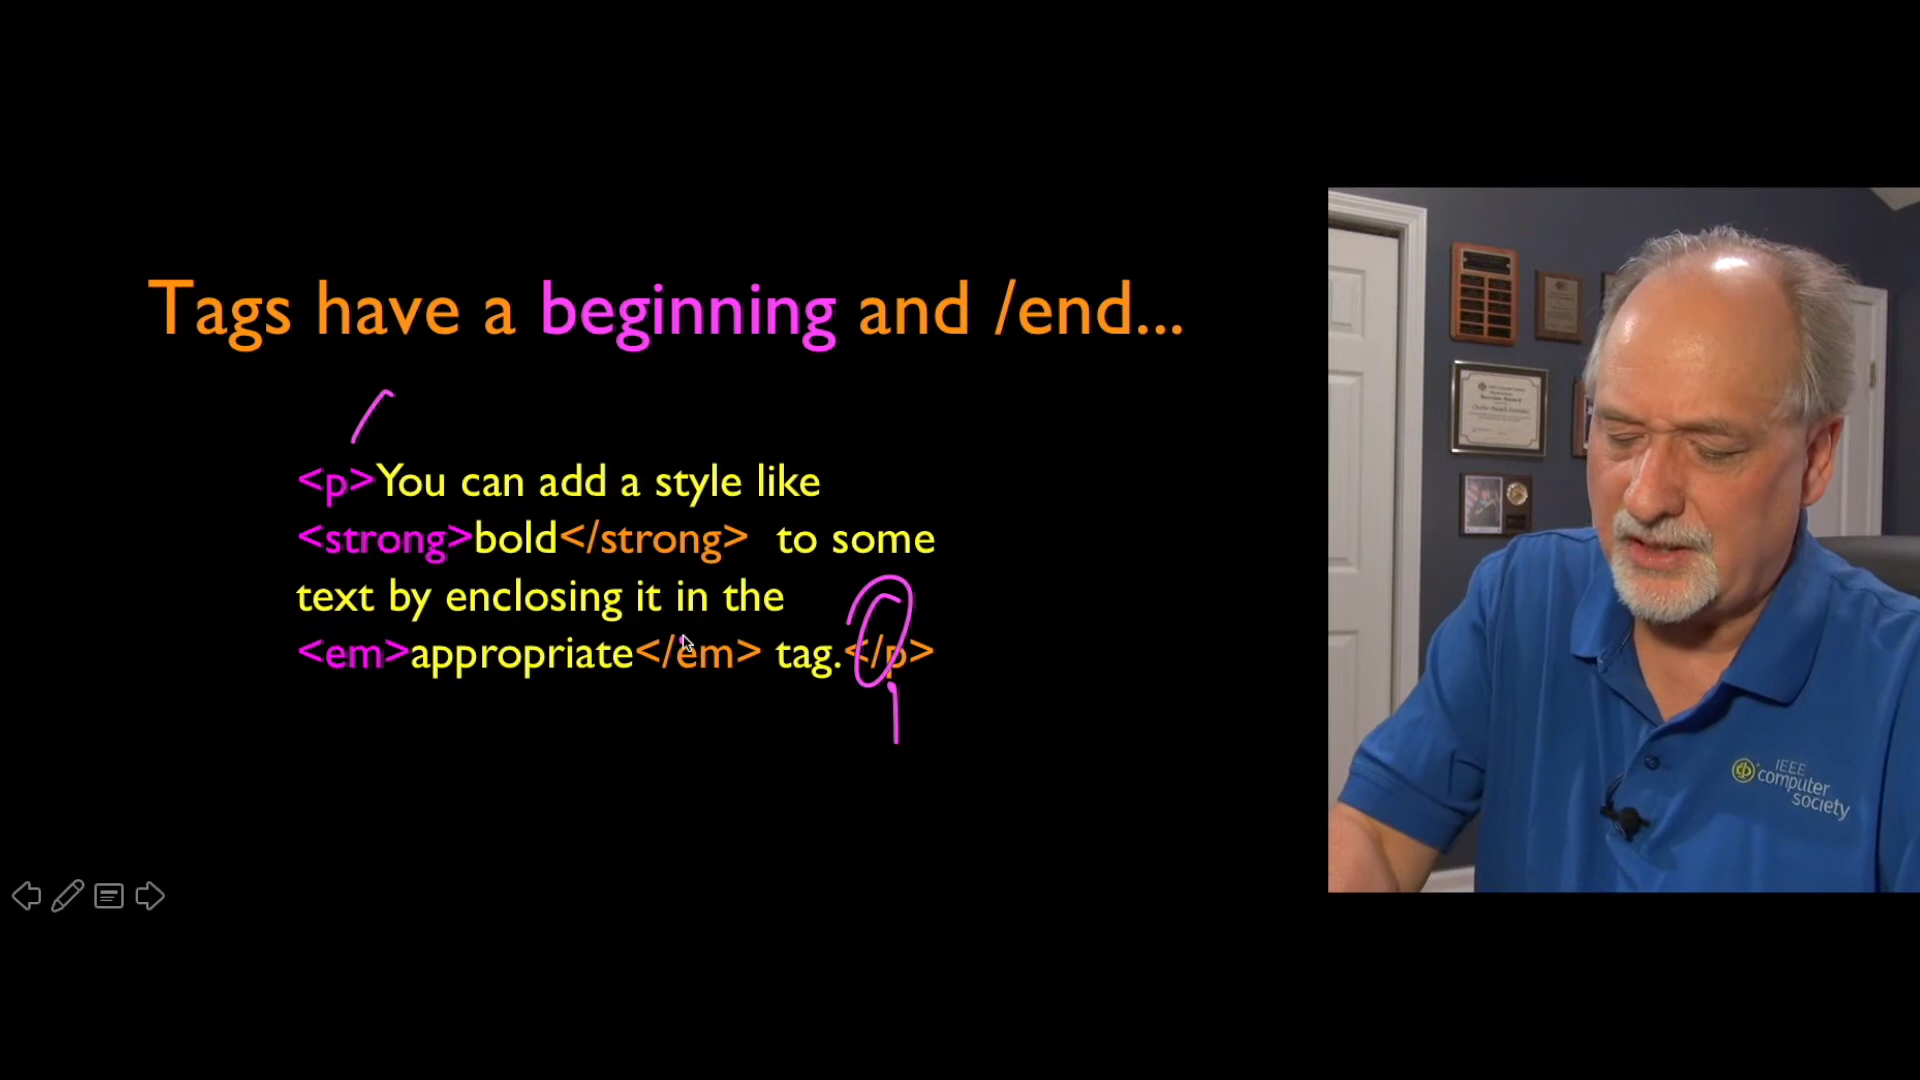 Tags have a beginning and /end...
<p>You can add a style like
<strong>bold</strong> to some
text by enclosing it in the
<em>appropriate</em> tag.</p>
IEEE
computer
society